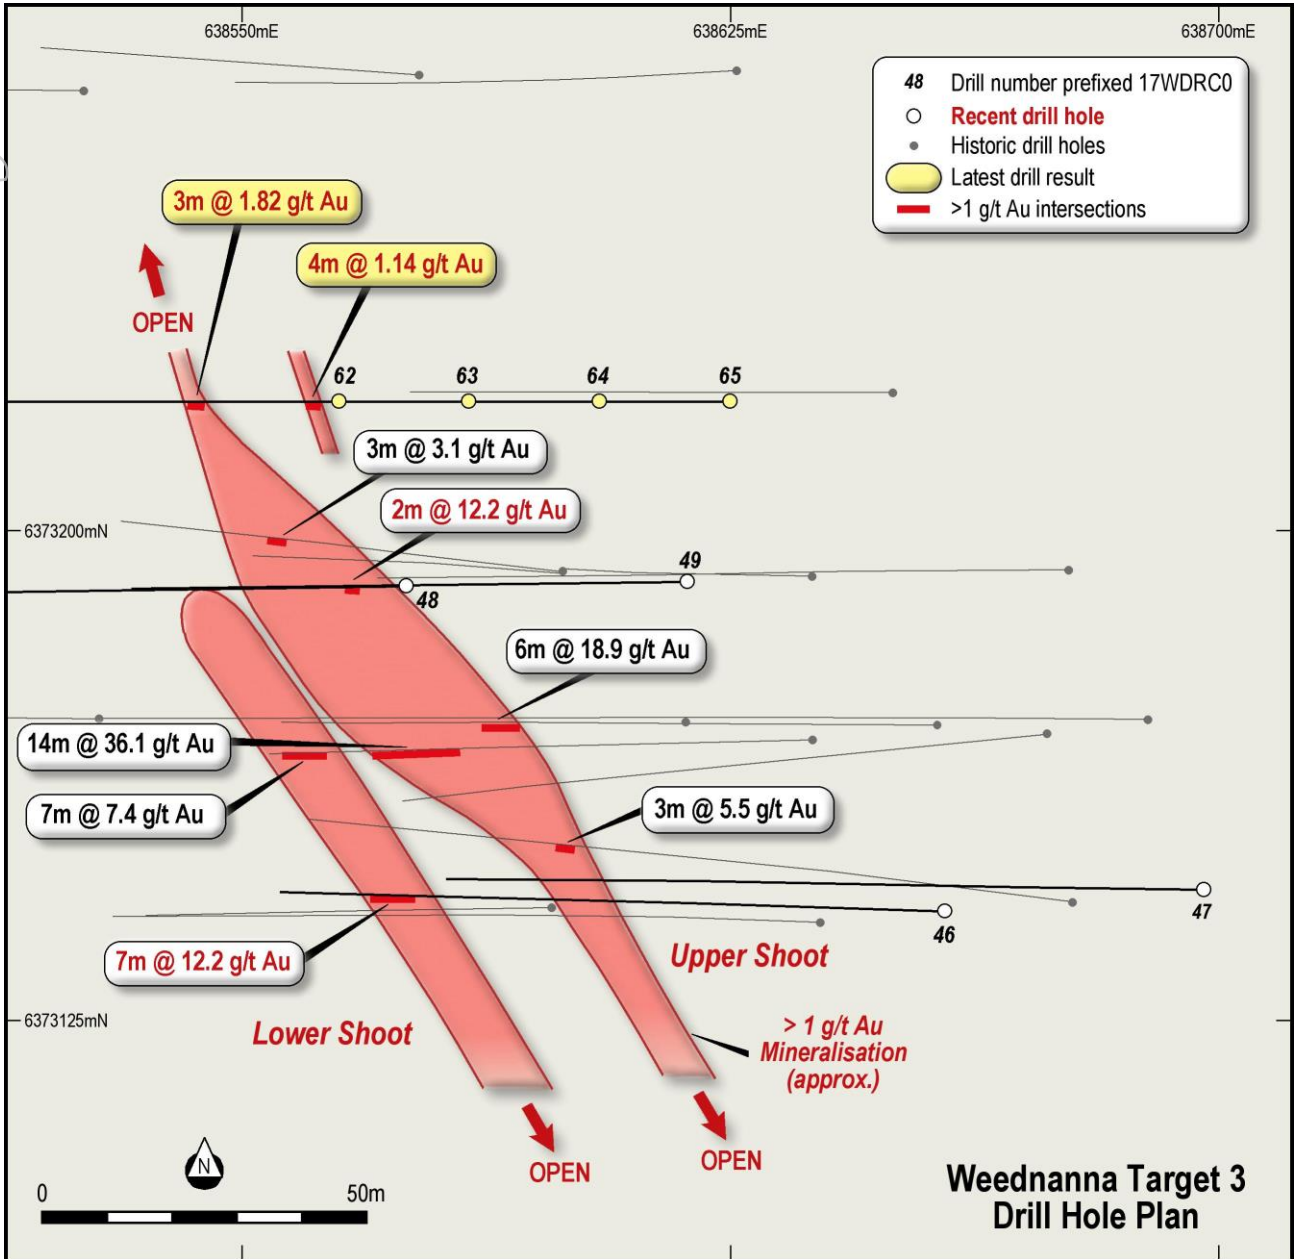 638550mE
638625mE
638700mE
48 Drill number prefixed 17WDRC0
Recent drill hole
Historic drill holes
Latest drill result
>1 g/t Au intersections
3m @ 1.82 g/t Au
4m @ 1.14 g/t Au
OPEN
62
63
64
65
3m @ 3.1 g/t Au
2m @ 12.2 g/t Au
6373200mN
49
48
6m @ 18.9 g/t Au
14m @ 36.1 g/t Au
7m @ 7.4 g/t Au
3m @ 5.5 g/t Au
47
46
7m @ 12.2 g/t Au
Upper Shoot
6373125mN
Lower Shoot
> 1 g/t Au
Mineralisation
(approx.)
OPEN
OPEN
N
0 50m
Weednanna Target 3
Drill Hole Plan